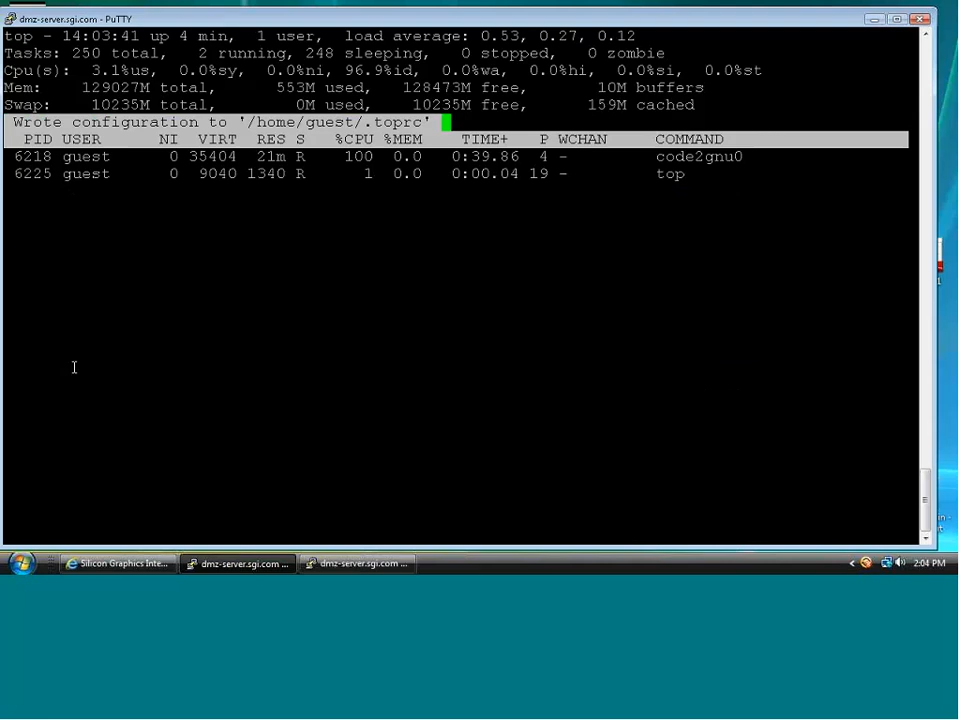 dmz-server.sgi.com - PuTTY
top - 14:03:41 up 4 min,  1 user,  load average: 0.53, 0.27, 0.12
Tasks: 250 total,   2 running, 248 sleeping,   0 stopped,   0 zombie
Cpu(s):  3.1%us,  0.0%sy,  0.0%ni, 96.9%id,  0.0%wa,  0.0%hi,  0.0%si,  0.0%st
Mem:    129027M total,      553M used,   128473M free,       10M buffers
Swap:    10235M total,        0M used,    10235M free,      159M cached
Wrote configuration to '/home/guest/.toprc'
PID USER      NI  VIRT  RES S   %CPU %MEM    TIME+   P WCHAN     COMMAND
6218 guest      0 35404  21m R    100  0.0   0:39.86  4 -         code2gnu0
6225 guest      0  9040 1340 R      1  0.0   0:00.04 19 -         top
Silicon Graphics Inte... dmz-server.sgi.com ... dmz-server.sgi.com ... < 2:04 PM